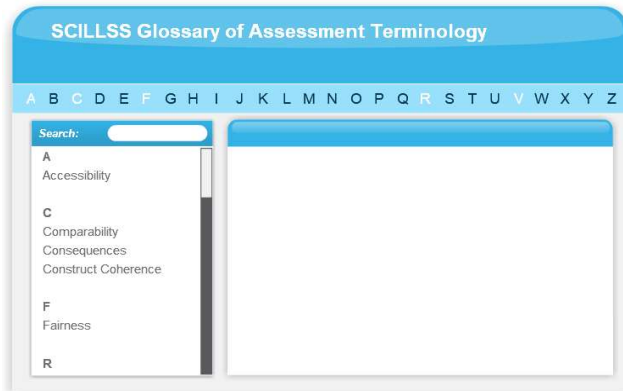 SCILLSS Glossary of Assessment Terminology
A B C D E F G H I J K L M N O P Q R S T U V W X Y Z
Search:
A
Accessibility
C
Comparability
Consequences
Construct Coherence
F
Fairness
R